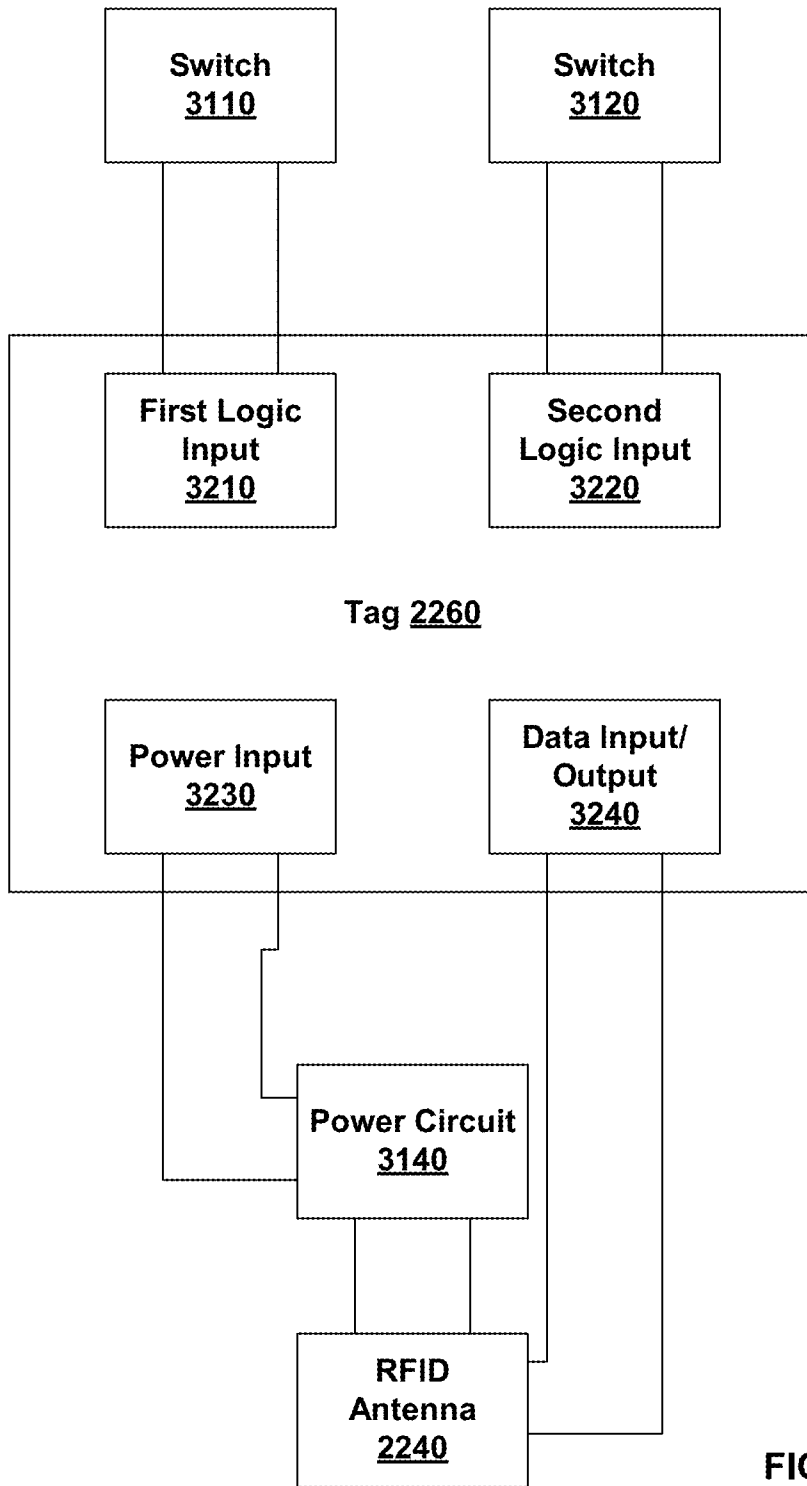 Switch
3110
Switch
3120
First Logic
Input
3210
Second
Logic Input
3220
Tag 2260
Power Input
3230
Data Input/
Output
3240
Power Circuit
3140
RFID
Antenna
2240
FIG